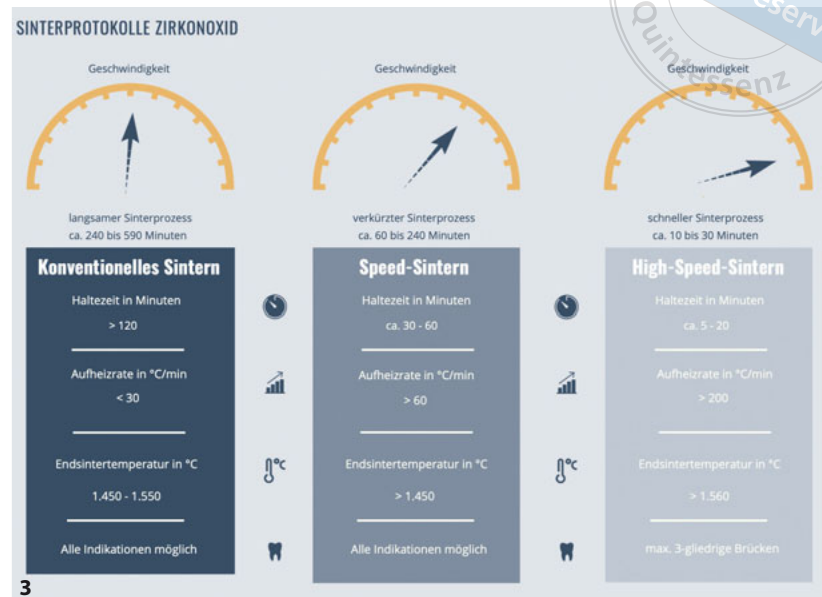 SINTERPROTOKOLLE ZIRKONOXID
Quintessenz
Geschwindigkeit
langsamer Sinterprozess
ca. 240 bis 590 Minuten
Konventionelles Sintern
Haltezeit in Minuten
> 120
Aufheizrate in °C/min
< 30
Endsintertemperatur in °C
1.450 - 1.550
Alle Indikationen möglich
Geschwindigkeit
verkürzter Sinterprozess
ca. 60 bis 240 Minuten
Speed-Sintern
Haltezeit in Minuten
ca. 30 - 60
Aufheizrate in °C/min
> 60
Endsintertemperatur in °C
> 1.450
Alle Indikationen möglich
Geschwindigkeit
schneller Sinterprozess
ca. 10 bis 30 Minuten
High-Speed-Sintern
Haltezeit in Minuten
ca. 5 - 20
Aufheizrate in °C/min
> 200
Endsintertemperatur in °C
> 1.560
max. 3-gliedrige Brücken
°C
°C
3